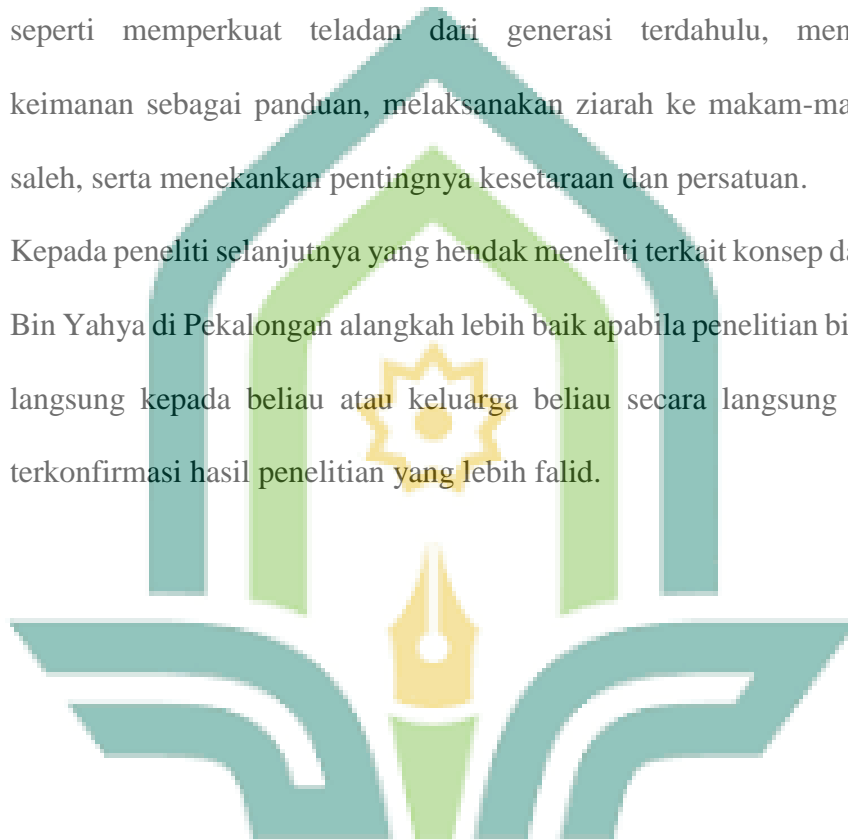 seperti memperkuat teladan dari generasi terdahulu, men
keimanan sebagai panduan, melaksanakan ziarah ke makam-ma
saleh, serta menekankan pentingnya kesetaraan dan persatuan.
Kepada peneliti selanjutnya yang hendak meneliti terkait konsep da
Bin Yahya di Pekalongan alangkah lebih baik apabila penelitian bi
langsung kepada beliau atau keluarga beliau secara langsung
terkonfirmasi hasil penelitian yang lebih falid.